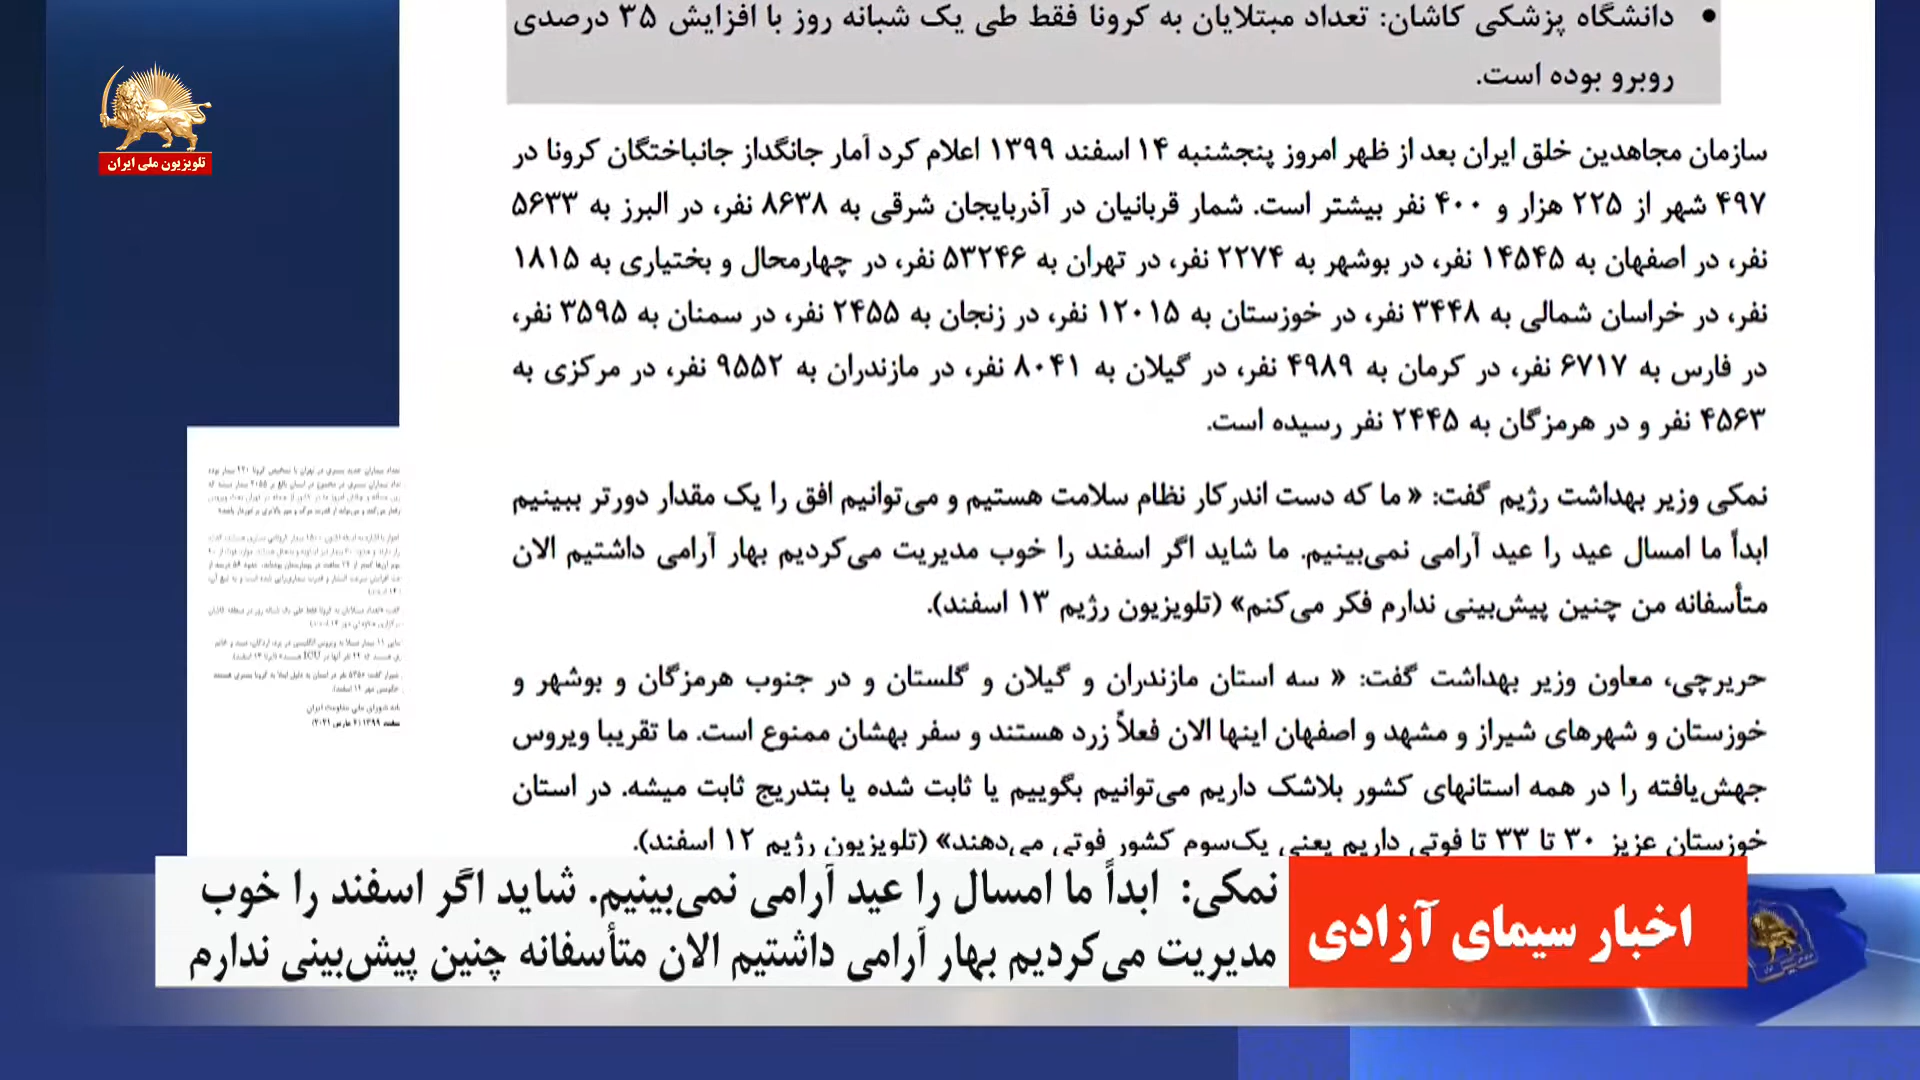 دانشگاه پزشکی کاشان: تعداد مبتلایان به کرونا فقط طی یک شبانه روز با افزایش ۳۵ درصدی
روبرو بوده است.
تلویزیون ملی ایران
سازمان مجاهدین خلق ایران بعد از ظهر امروز پنجشنبه ۱۴ اسفند ۱۳۹۹ اعلام کرد آمار جانگداز جانباختگان کرونا در
۴۹۷ شهر از ۲۲۵ هزار و ۴۰۰ نفر بیشتر است. شمار قربانیان در آذربایجان شرقی به ۸۶۳۸ نفر، در البرز به ۵۶۳۳
نفر، در اصفهان به ۱۴۵۴۵ نفر، در بوشهر به ۲۲۷۴ نفر، در تهران به ۵۳۲۴۶ نفر، در چهارمحال و بختیاری به ۱۸۱۵
نفر، در خراسان شمالی به ۳۴۴۸ نفر، در خوزستان به ۱۲۰۱۵ نفر، در زنجان به ۲۴۵۵ نفر، در سمنان به ۳۵۹۵ نفر،
در فارس به ۶۷۱۷ نفر، در کرمان به ۴۹۸۹ نفر، در گیلان به ۸۰۴۱ نفر، در مازندران به ۹۵۵۲ نفر، در مرکزی به
۴۵۶۳ نفر و در هرمزگان به ۲۴۴۵ نفر رسیده است.
نمکی وزیر بهداشت رژیم گفت: « ما که دست اندرکار نظام سلامت هستیم و می‌توانیم افق را یک مقدار دورتر ببینیم
ابداً ما امسال عید را عید آرامی نمی‌بینیم. ما شاید اگر اسفند را خوب مدیریت می‌کردیم بهار آرامی داشتیم الان
متأسفانه من چنین پیش‌بینی ندارم فکر می‌کنم» (تلویزیون رژیم ۱۳ اسفند).
حریرچی، معاون وزیر بهداشت گفت: « سه استان مازندران و گیلان و گلستان و در جنوب هرمزگان و بوشهر و
خوزستان و شهرهای شیراز و مشهد و اصفهان اینها الان فعلاً زرد هستند و سفر بهشان ممنوع است. ما تقریبا ویروس
جهش‌یافته را در همه استانهای کشور بلاشک داریم می‌توانیم بگوییم یا ثابت شده یا بتدریج ثابت میشه. در استان
خوزستان عزیز ۳۰ تا ۳۳ تا فوتی داریم یعنی یک‌سوم کشور فوتی می‌دهند» (تلویزیون رژیم ۱۲ اسفند).
اخبار سیمای آزادی
نمکی: ابداً ما امسال را عید آرامی نمی‌بینیم. شاید اگر اسفند را خوب
مدیریت می‌کردیم بهار آرامی داشتیم الان متأسفانه چنین پیش‌بینی ندارم